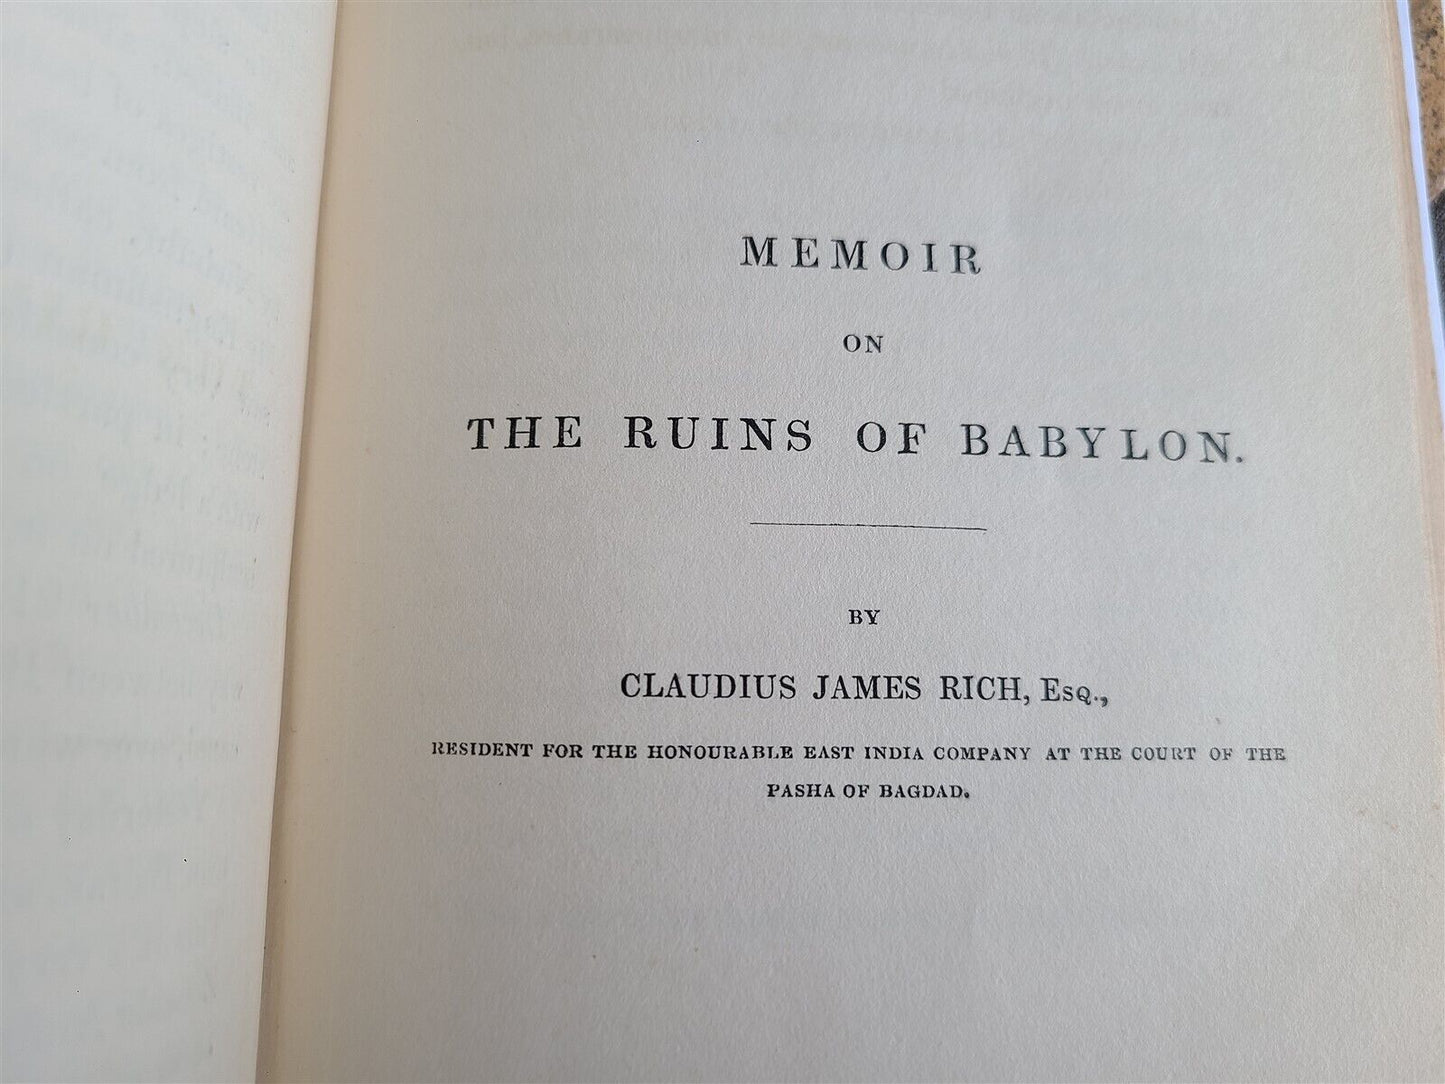 MEMOIR
ON
THE RUINS OF BABYLON.
BY
CLAUDIUS JAMES RICH, Esq.,
RESIDENT FOR THE HONOURABLE EAST INDIA COMPANY AT THE COURT OF THE
PASHA OF BAGDAD.